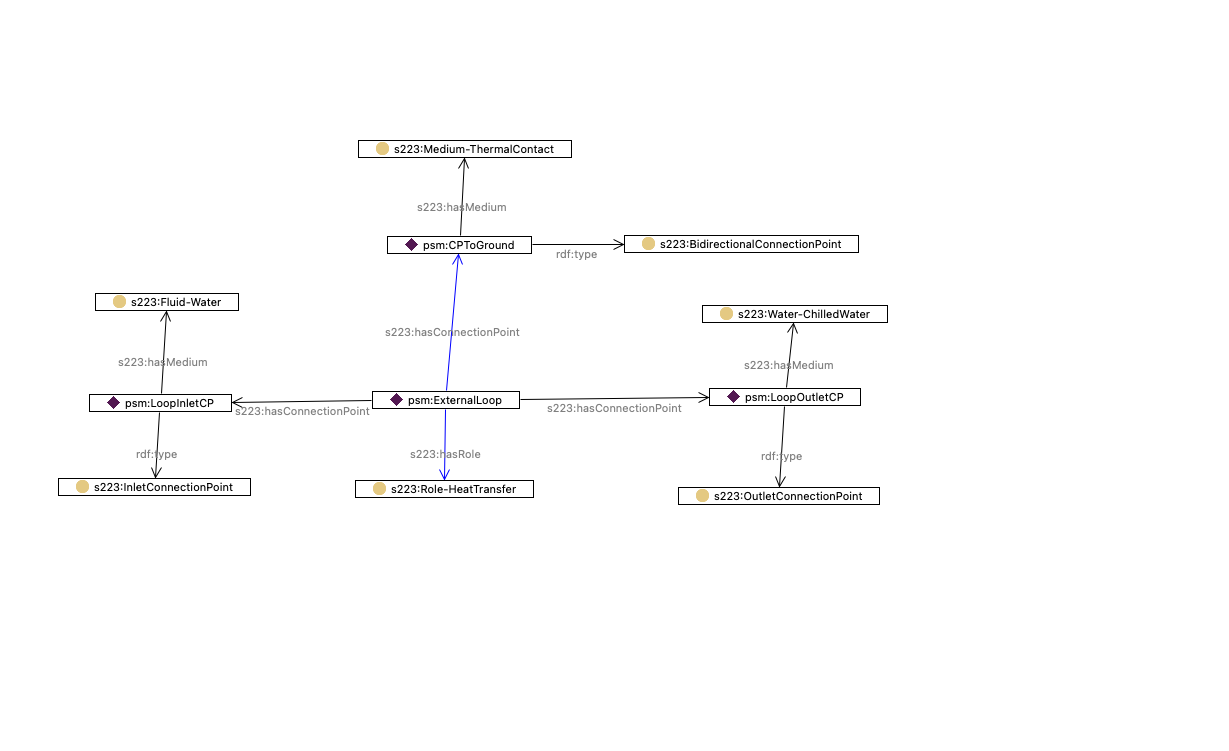 s223:Medium-ThermalContact
s223:hasMedium
psm:CPToGround
s223:BidirectionalConnectionPoint
rdf:type
s223:Fluid-Water
s223:Water-ChilledWater
s223:hasConnectionPoint
s223:hasMedium
s223:hasMedium
psm:LoopInletCP
s223:hasConnectionPoint
psm:ExternalLoop
s223:hasConnectionPoint
psm:LoopOutletCP
rdf:type
s223:hasRole
rdf:type
s223:InletConnectionPoint
s223:Role-HeatTransfer
s223:OutletConnectionPoint